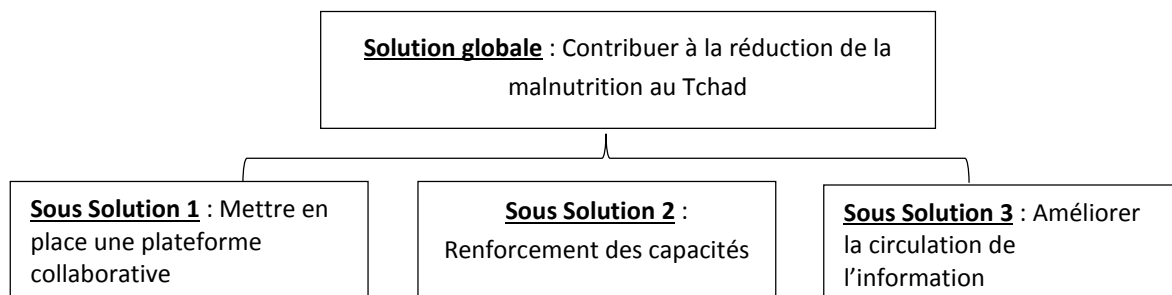 Solution globale : Contribuer à la réduction de la
malnutrition au Tchad
Sous Solution 1 : Mettre en
place une plateforme
collaborative
Sous Solution 2 :
Renforcement des capacités
Sous Solution 3 : Améliorer
la circulation de
l’information